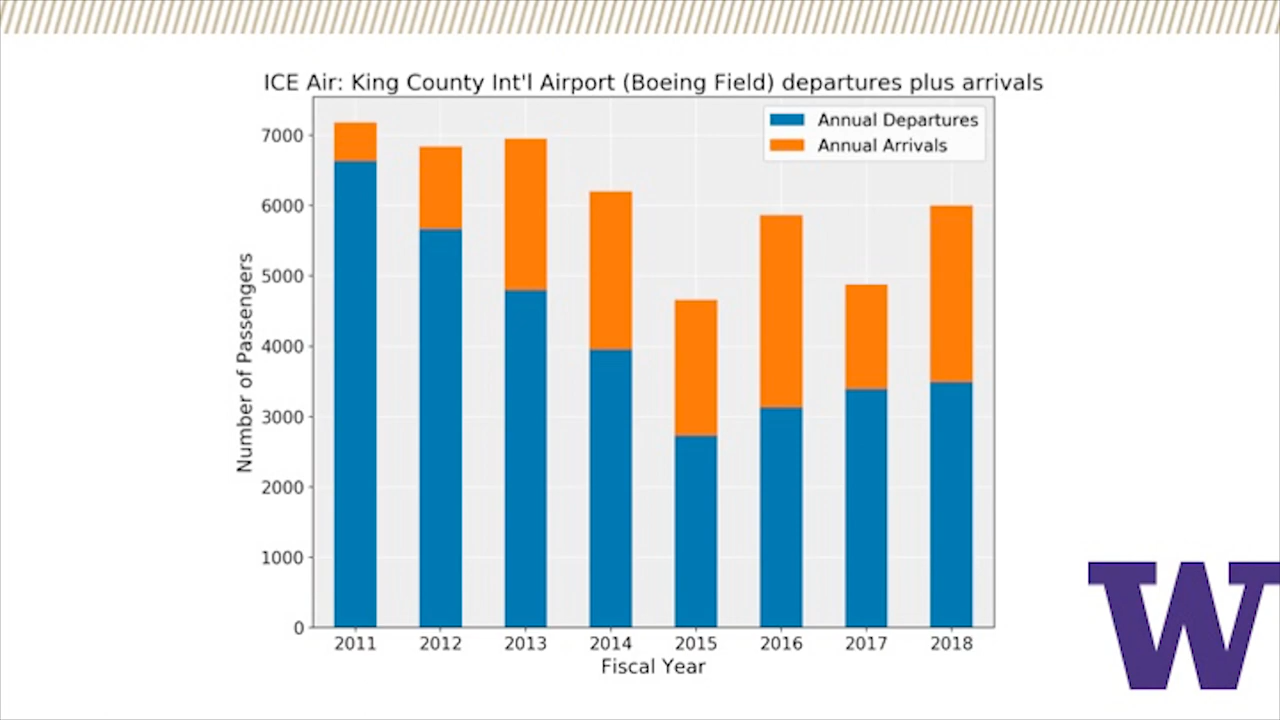 ICE Air: King County Int'l Airport (Boeing Field) departures plus arrivals
Annual Departures
Annual Arrivals
7000
6000
5000
4000
3000
2000
1000
0
Number of Passengers
2011 2012 2013 2014 2015 2016 2017 2018
Fiscal Year
W